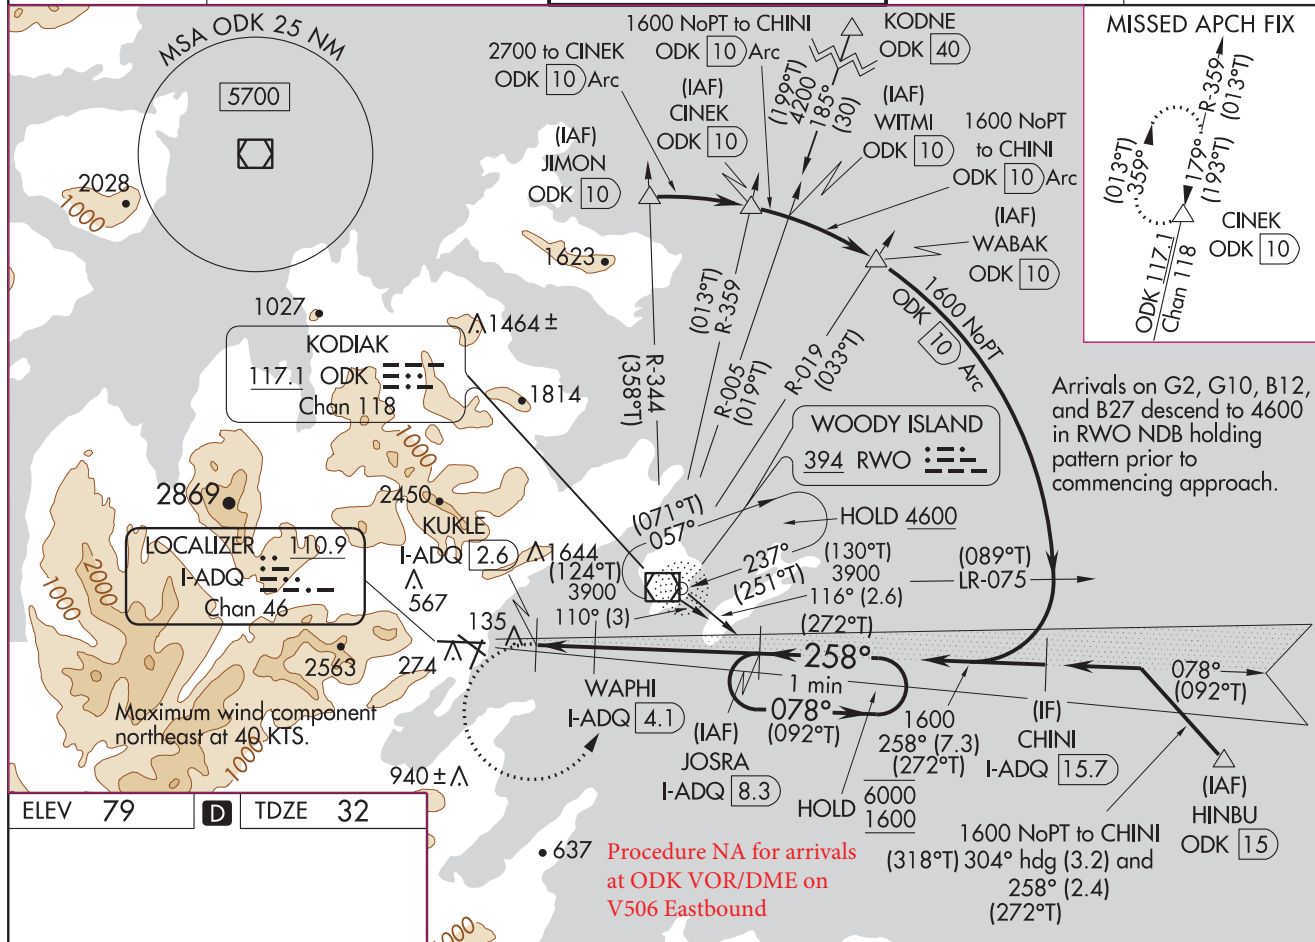 MSA ODK 25 NM
5700
1600 NoPT to CHINI
ODK 10 Arc
2700 to CINEK
ODK 10 Arc
KODNE
ODK 40
(199°T)
4200
185°
(30)
(IAF)
CINEK
ODK 10
(IAF)
WITMI
ODK 10
(IAF)
JIMON
ODK 10
1600 NoPT
to CHINI
ODK 10 Arc
(IAF)
WABAK
ODK 10
MISSED APCH FIX
R-359
(013°T)
(013°T)
359°
179°
(193°T)
CINEK
ODK 10
ODK 117.1
Chan 118
2028
1000
1623
1027
1464 ±
KODIAK
117.1 ODK
Chan 118
1814
1000
R-344
(358°T)
(013°T)
R-359
R-005
(019°T)
R-019
(033°T)
1600 NoPT
ODK 10 Arc
Arrivals on G2, G10, B12,
and B27 descend to 4600
in RWO NDB holding
pattern prior to
commencing approach.
WOODY ISLAND
394 RWO
2869
2450
KUKLE
I-ADQ 2.6
1644
567
LOCALIZER 110.9
I-ADQ
Chan 46
2000
1000
(071°T)
057°
HOLD 4600
237°
(251°T)
(124°T)
3900
110° (3)
(130°T)
3900
116° (2.6)
(089°T)
LR-075
(272°T)
258°
1 min
078°
(092°T)
135
274
2563
Maximum wind component
northeast at 40 KTS.
1000
WAPHI
I-ADQ 4.1
(IAF)
JOSRA
I-ADQ 8.3
HOLD 6000
1600
1600
258° (7.3)
(272°T)
(IF)
CHINI
I-ADQ 15.7
078°
(092°T)
(IAF)
HINBU
ODK 15
1600 NoPT to CHINI
(318°T) 304° hdg (3.2) and
258° (2.4)
(272°T)
940 ±
ELEV 79 D TDZE 32
637
Procedure NA for arrivals
at ODK VOR/DME on
V506 Eastbound
1000